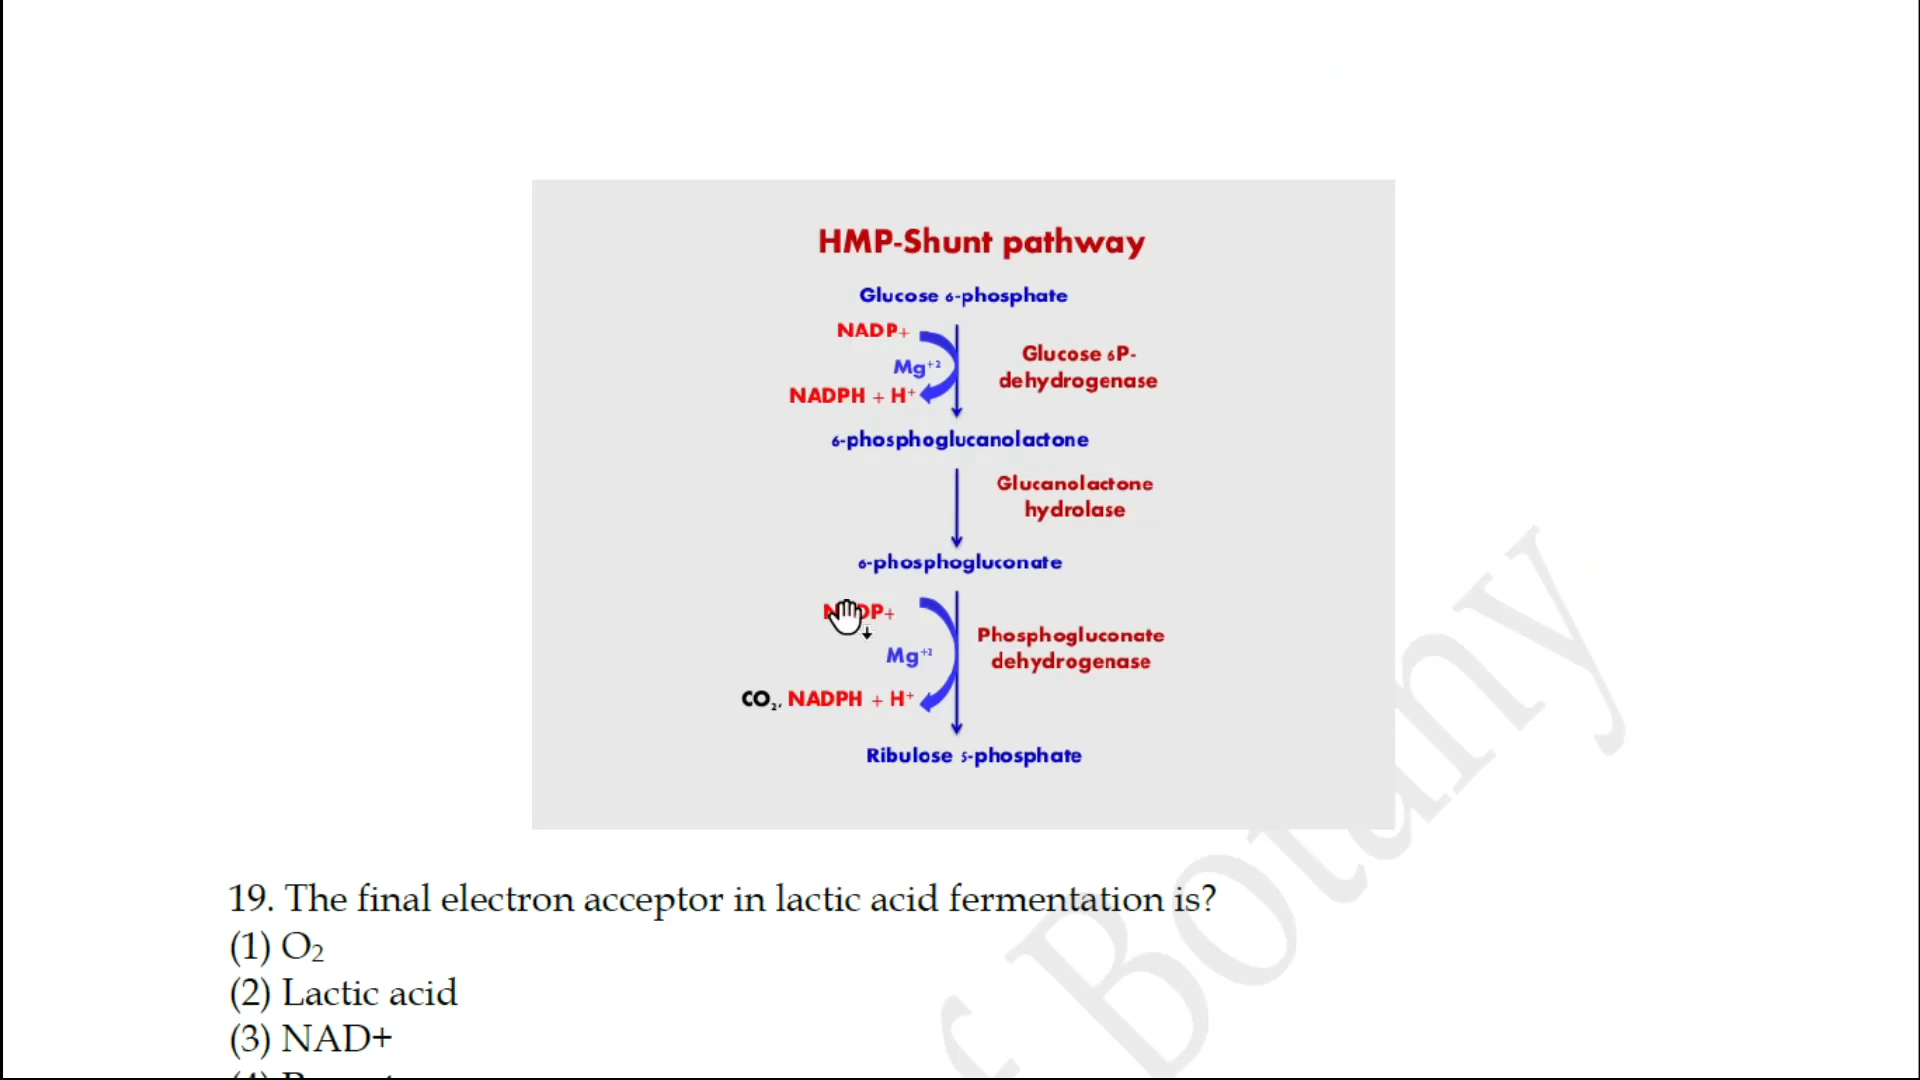 HMP-Shunt pathway
Glucose 6-phosphate
NADP+
Mg+2
NADPH + H+
Glucose 6P-
dehydrogenase
6-phosphoglucanolactone
Glucanolactone
hydrolase
6-phosphogluconate
Mg+2
CO2, NADPH + H+
Phosphogluconate
dehydrogenase
Ribulose 5-phosphate
19. The final electron acceptor in lactic acid fermentation is?
(1) O2
(2) Lactic acid
(3) NAD+
f Botany